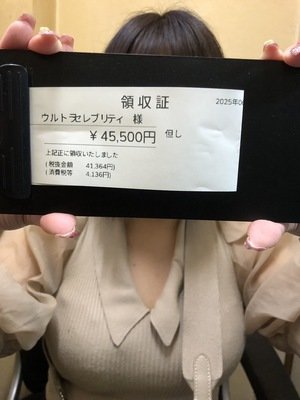 領収証
2025年0
ウルトラセレブリティ 様
￥45,500円 但し
上記正に領収いたしました
(税抜金額 41,364円)
(消費税等 4,136円)